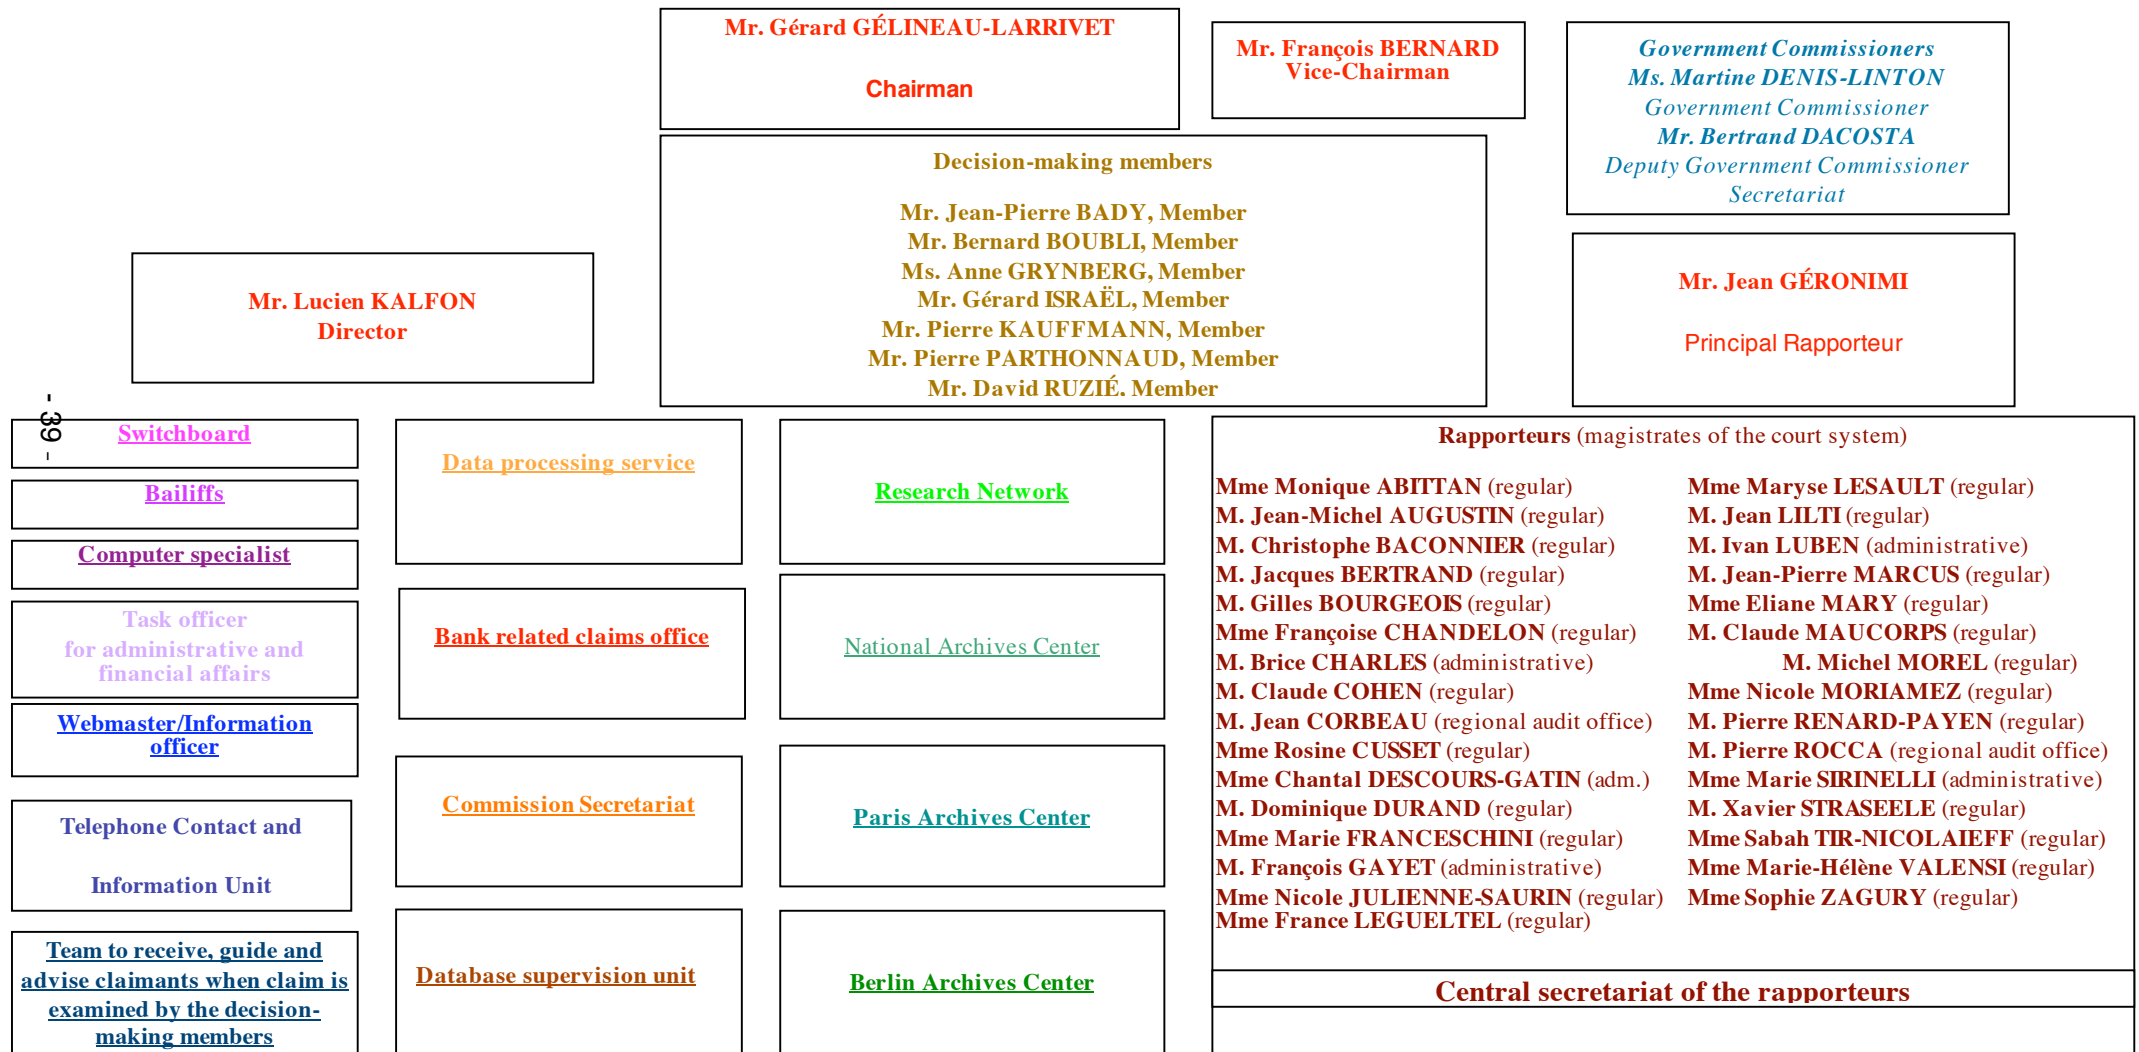 Mr. Gérard GÉLINEAU-LARRIVET
Chairman
Mr. François BERNARD
Vice-Chairman
Government Commissioners
Ms. Martine DENIS-LINTON
Government Commissioner
Mr. Bertrand DACOSTA
Deputy Government Commissioner
Secretariat
Decision-making members
Mr. Jean-Pierre BADY, Member
Mr. Bernard BOUBLI, Member
Ms. Anne GRYNBERG, Member
Mr. Gérard ISRAËL, Member
Mr. Pierre KAUFFMANN, Member
Mr. Pierre PARTHONNAUD, Member
Mr. David RUZIÉ, Member
Mr. Lucien KALFON
Director
Mr. Jean GÉRONIMI
Principal Rapporteur
- 39 -
Switchboard
Bailiffs
Computer specialist
Task officer
for administrative and
financial affairs
Webmaster/Information
officer
Telephone Contact and
Information Unit
Team to receive, guide and
advise claimants when claim is
examined by the decision-
making members
Data processing service
Bank related claims office
Commission Secretariat
Database supervision unit
Research Network
National Archives Center
Paris Archives Center
Berlin Archives Center
Rapporteurs (magistrates of the court system)
Mme Monique ABITTAN (regular)
M. Jean-Michel AUGUSTIN (regular)
M. Christophe BACONNIER (regular)
M. Jacques BERTRAND (regular)
M. Gilles BOURGEOIS (regular)
Mme Françoise CHANDELON (regular)
M. Brice CHARLES (administrative)
M. Claude COHEN (regular)
M. Jean CORBEAU (regional audit office)
Mme Rosine CUSSET (regular)
Mme Chantal DESCOURS-GATIN (adm.)
M. Dominique DURAND (regular)
Mme Marie FRANCESCHINI (regular)
M. François GAYET (administrative)
Mme Nicole JULIENNE-SAURIN (regular)
Mme France LEGUELTEL (regular)
Mme Maryse LESAULT (regular)
M. Jean LILTI (regular)
M. Ivan LUBEN (administrative)
M. Jean-Pierre MARCUS (regular)
Mme Eliane MARY (regular)
M. Claude MAUCORPS (regular)
M. Michel MOREL (regular)
Mme Nicole MORIAMEZ (regular)
M. Pierre RENARD-PAYEN (regular)
M. Pierre ROCCA (regional audit office)
Mme Marie SIRINELLI (administrative)
M. Xavier STRASEELE (regular)
Mme Sabah TIR-NICOLAIEFF (regular)
Mme Marie-Hélène VALENSI (regular)
Mme Sophie ZAGURY (regular)
Central secretariat of the rapporteurs